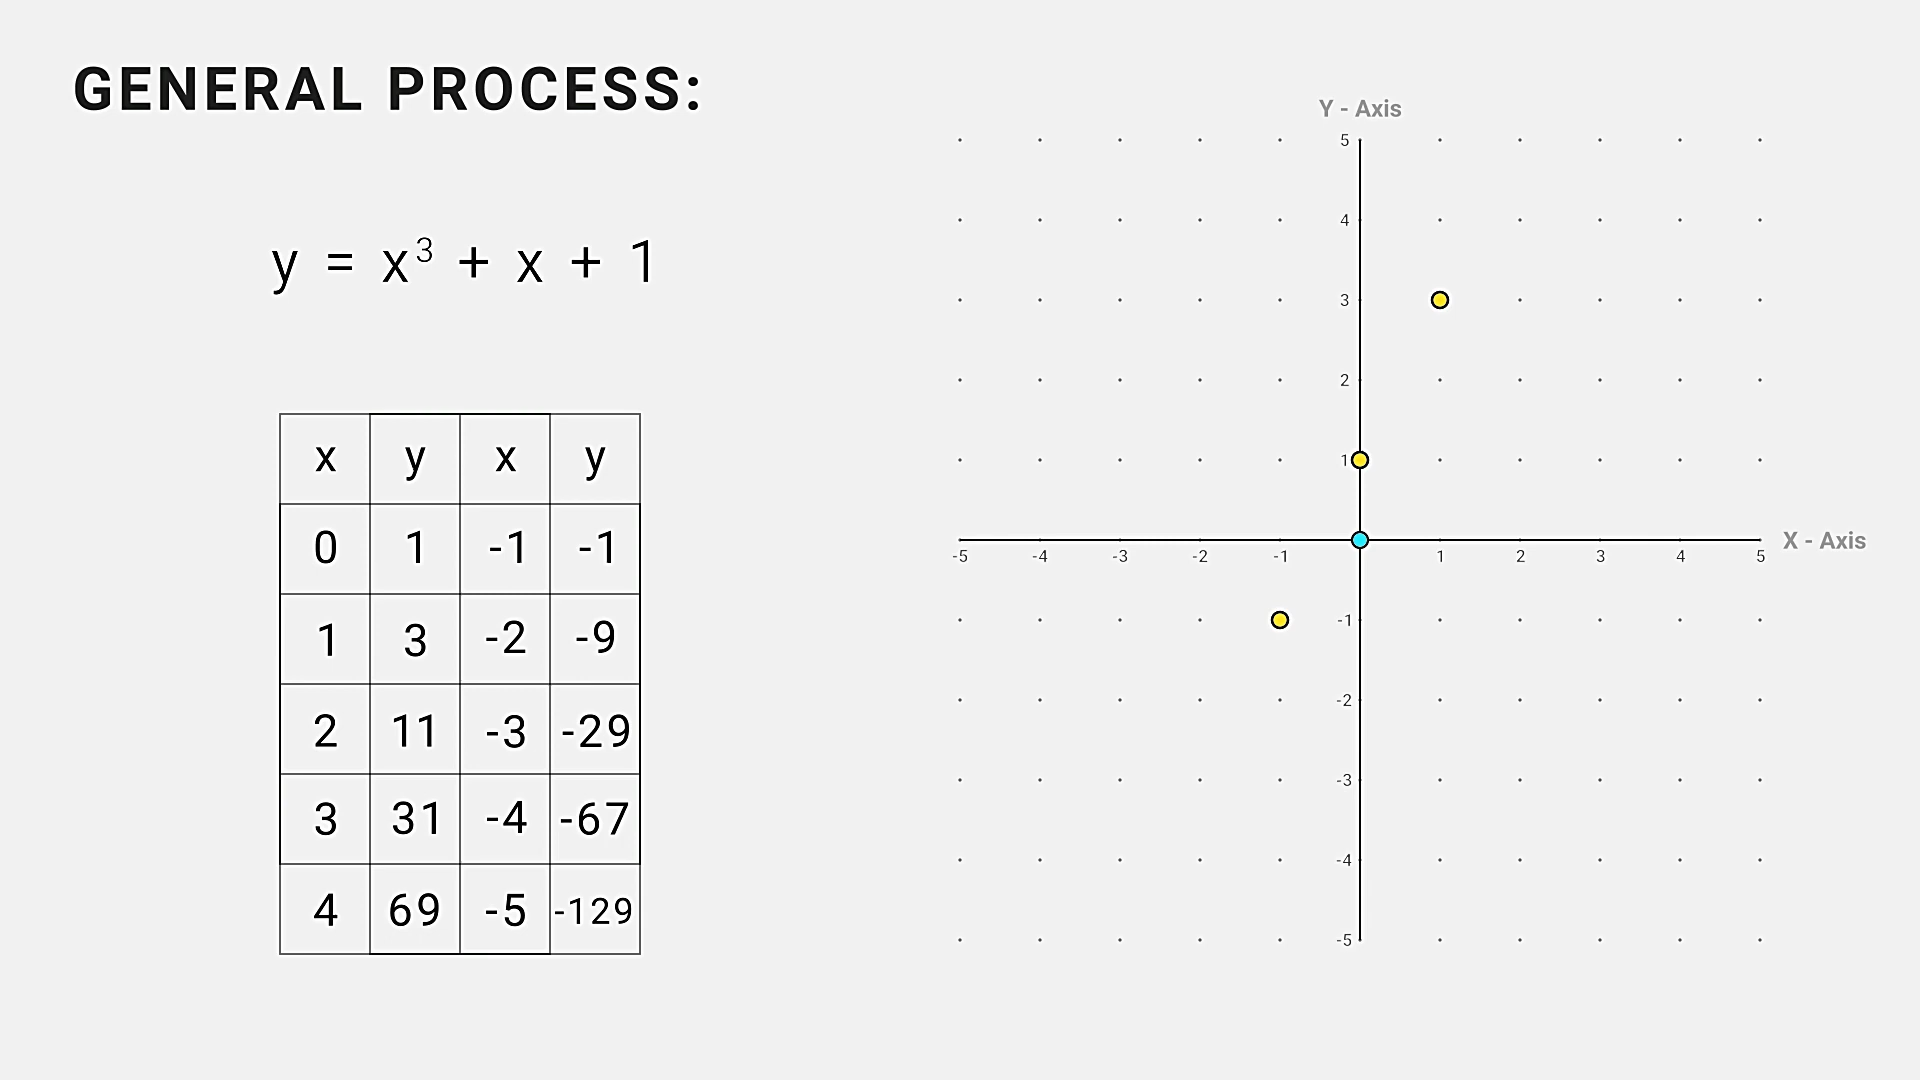 GENERAL PROCESS:
y = x³ + x + 1
x y x y
0 1 -1 -1
1 3 -2 -9
2 11 -3 -29
3 31 -4 -67
4 69 -5 -129
Y - Axis
5
4
3
2
1
X - Axis
-5 -4 -3 -2 -1 1 2 3 4 5
-1
-2
-3
-4
-5